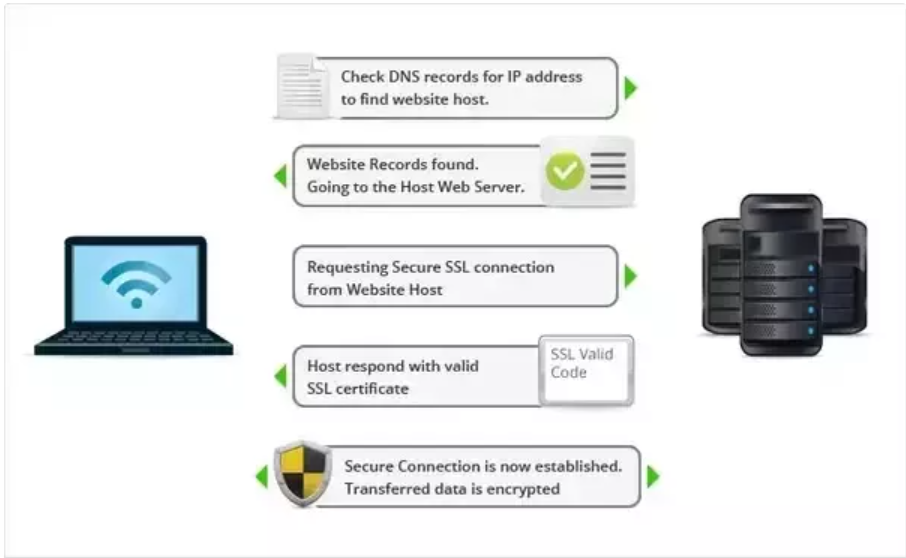 Check DNS records for IP address
to find website host.
Website Records found.
Going to the Host Web Server.
Requesting Secure SSL connection
from Website Host
Host respond with valid
SSL certificate
SSL Valid
Code
Secure Connection is now established.
Transferred data is encrypted